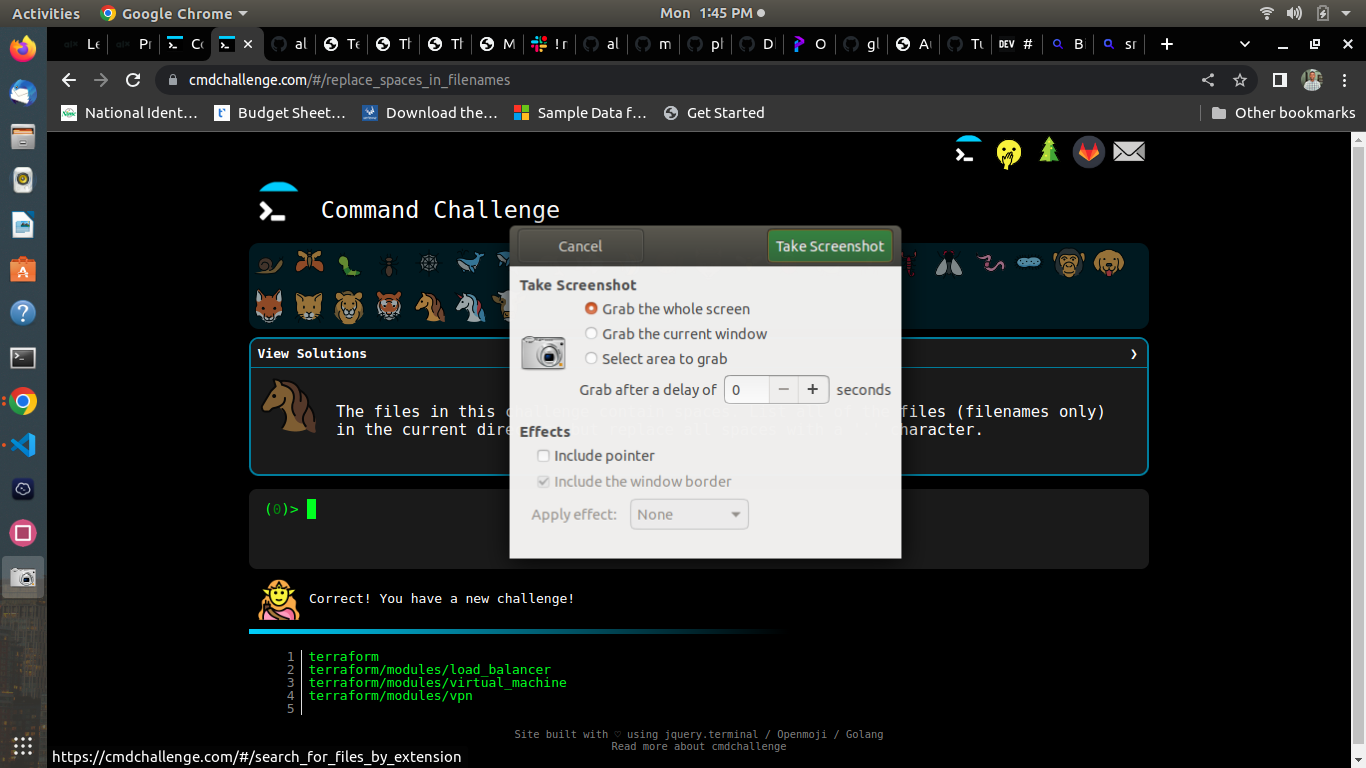 Activities Google Chrome Mon 1:45 PM
Le Pr Co al Te Th Th M ! r al m pl D O gl Au Tu DEV # Bi sr
cmdchallenge.com/#/replace_spaces_in_filenames
National Ident… Budget Sheet… Download the… Sample Data f… Get Started Other bookmarks
Command Challenge
Cancel Take Screenshot
Take Screenshot
Grab the whole screen
Grab the current window
Select area to grab
Grab after a delay of 0 − + seconds
Effects
Include pointer
Include the window border
Apply effect: None
View Solutions
The files in this files (filenames only)
in the current character.
(0)>
Correct! You have a new challenge!
1 terraform
2 terraform/modules/load_balancer
3 terraform/modules/virtual_machine
4 terraform/modules/vpn
5
Site built with ♡ using jquery.terminal / Openmoji / Golang
Read more about cmdchallenge
https://cmdchallenge.com/#/search_for_files_by_extension